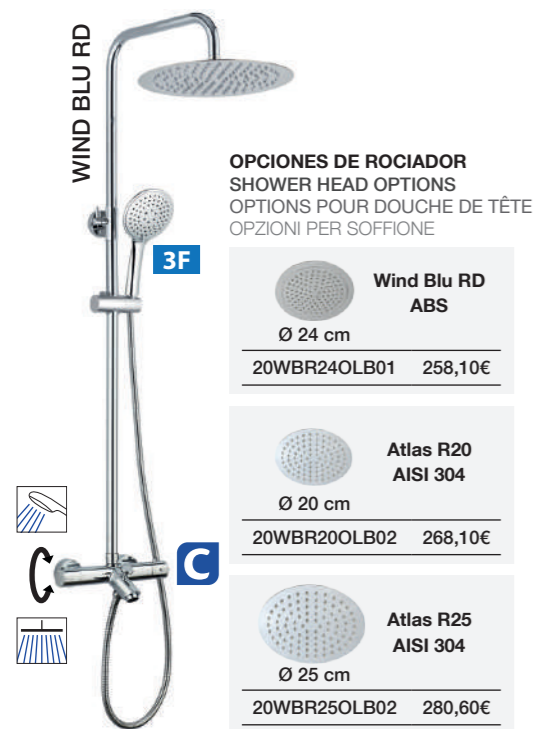 WIND BLU RD
OPCIONES DE ROCIADOR
SHOWER HEAD OPTIONS
OPTIONS POUR DOUCHE DE TÊTE
OPZIONI PER SOFFIONE
3F
Wind Blu RD
ABS
Ø 24 cm
20WBR24OLB01 258,10€
Atlas R20
AISI 304
Ø 20 cm
20WBR20OLB02 268,10€
C
Atlas R25
AISI 304
Ø 25 cm
20WBR25OLB02 280,60€